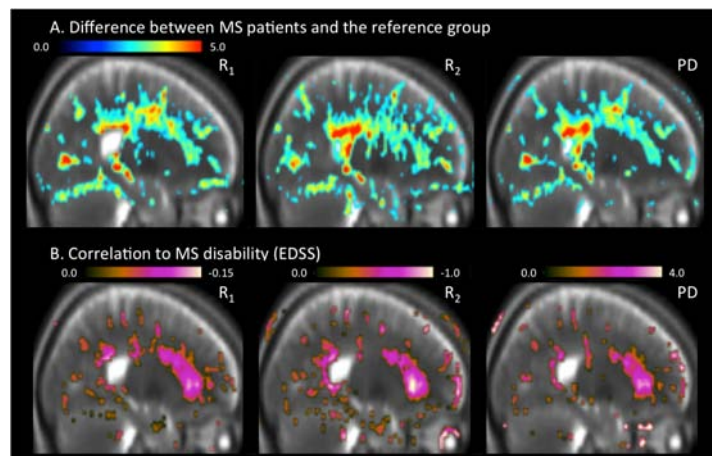 A. Difference between MS patients and the reference group
0.0 5.0
R1 R2 PD
B. Correlation to MS disability (EDSS)
0.0 -0.15 0.0 -1.0 0.0 4.0
R1 R2 PD